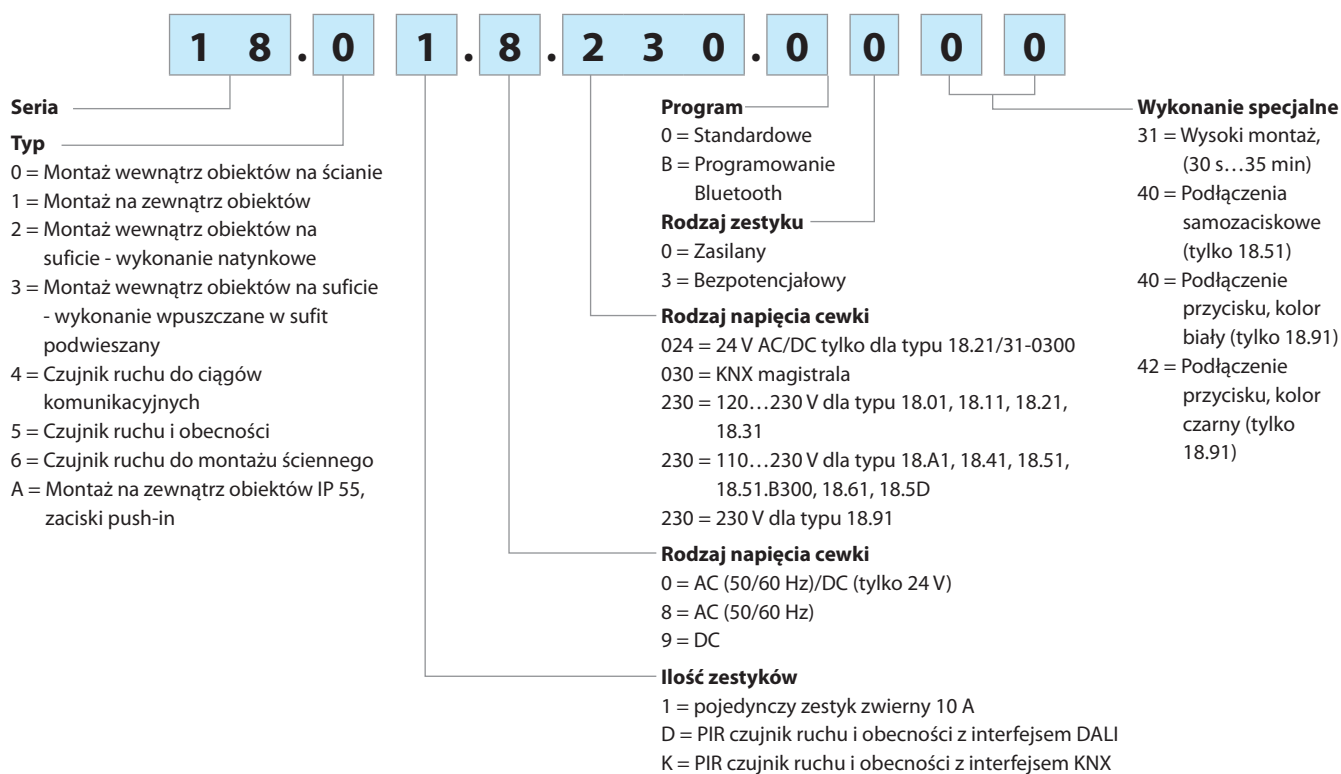 1 8 . 0 1 . 8 . 2 3 0 . 0 0 0 0
Seria
Typ
0 = Montaż wewnątrz obiektów na ścianie
1 = Montaż na zewnątrz obiektów
2 = Montaż wewnątrz obiektów na
suficie - wykonanie natynkowe
3 = Montaż wewnątrz obiektów na suficie
- wykonanie wpuszczane w sufit
podwieszany
4 = Czujnik ruchu do ciągów
komunikacyjnych
5 = Czujnik ruchu i obecności
6 = Czujnik ruchu do montażu ściennego
A = Montaż na zewnątrz obiektów IP 55,
zaciski push-in
Program
0 = Standardowe
B = Programowanie
Bluetooth
Rodzaj zestyku
0 = Zasilany
3 = Bezpotencjałowy
Rodzaj napięcia cewki
024 = 24 V AC/DC tylko dla typu 18.21/31-0300
030 = KNX magistrala
230 = 120…230 V dla typu 18.01, 18.11, 18.21,
18.31
230 = 110…230 V dla typu 18.A1, 18.41, 18.51,
18.51.B300, 18.61, 18.5D
230 = 230 V dla typu 18.91
Rodzaj napięcia cewki
0 = AC (50/60 Hz)/DC (tylko 24 V)
8 = AC (50/60 Hz)
9 = DC
Ilość zestyków
1 = pojedynczy zestyk zwierny 10 A
D = PIR czujnik ruchu i obecności z interfejsem DALI
K = PIR czujnik ruchu i obecności z interfejsem KNX
Wykonanie specjalne
31 = Wysoki montaż,
(30 s…35 min)
40 = Podłączenia
samozaciskowe
(tylko 18.51)
40 = Podłączenie
przycisku, kolor
biały (tylko 18.91)
42 = Podłączenie
przycisku, kolor
czarny (tylko
18.91)